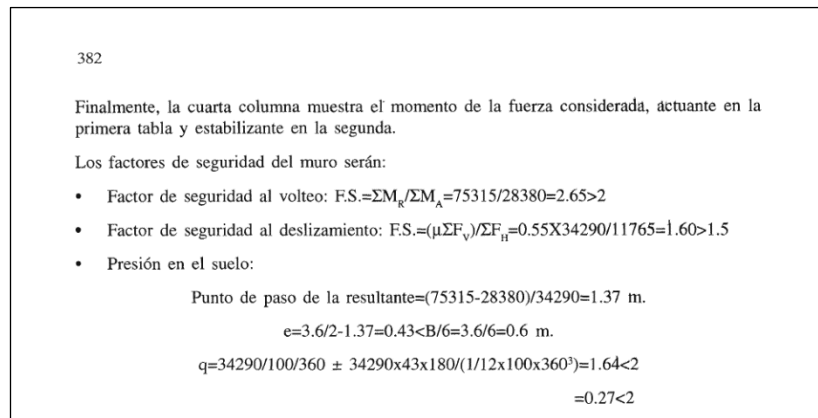 382
Finalmente, la cuarta columna muestra el momento de la fuerza considerada, actuante en la
primera tabla y estabilizante en la segunda.
Los factores de seguridad del muro serán:
• Factor de seguridad al volteo: F.S.=ΣM_R/ΣM_A=75315/28380=2.65>2
• Factor de seguridad al deslizamiento: F.S.=(μΣF_V)/ΣF_H=0.55X34290/11765=1.60>1.5
• Presión en el suelo:
Punto de paso de la resultante=(75315-28380)/34290=1.37 m.
e=3.6/2-1.37=0.43<B/6=3.6/6=0.6 m.
q=34290/100/360 ± 34290x43x180/(1/12x100x360³)=1.64<2
=0.27<2